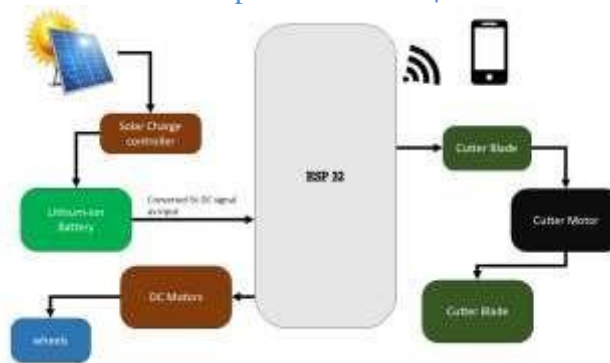 Solar Charge
controller
ESP 32
Cutter Blade
Lithium-ion
Battery
Converted 5v DC signal
as input
Cutter Motor
DC Motors
Cutter Blade
wheels